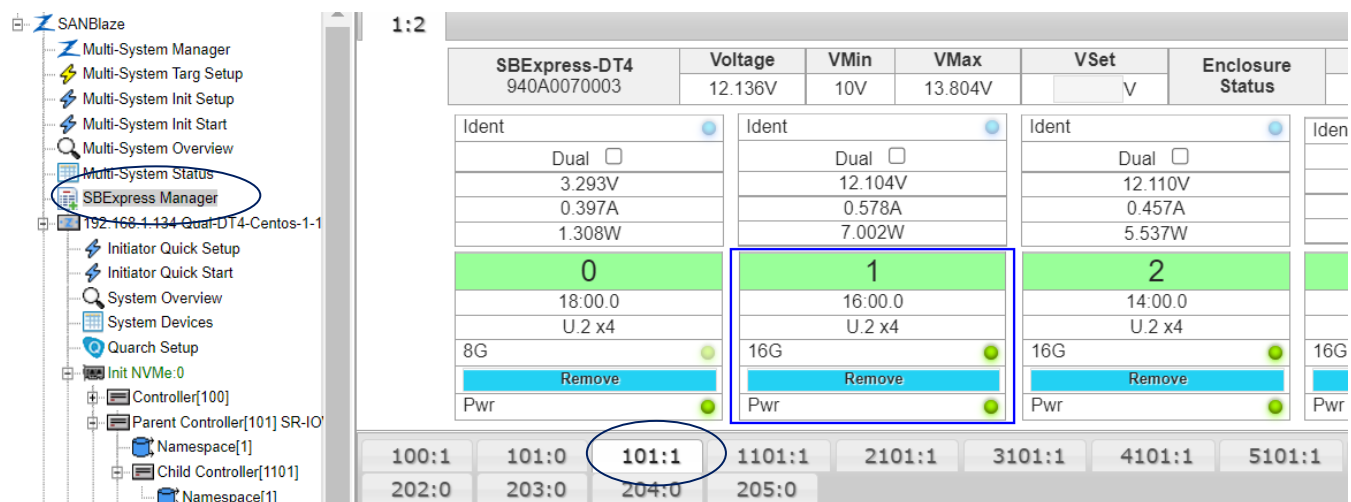 SANBlaze
Multi-System Manager
Multi-System Targ Setup
Multi-System Init Setup
Multi-System Init Start
Multi-System Overview
Multi-System Status
SBExpress Manager
192.168.1.134 Qual-DT4-Centos-1-1
Initiator Quick Setup
Initiator Quick Start
System Overview
System Devices
Quarch Setup
Init NVMe:0
Controller[100]
Parent Controller[101] SR-IO
Namespace[1]
Child Controller[1101]
Namespace[1]
1:2
SBExpress-DT4 Voltage VMin VMax VSet Enclosure Status
940A0070003 12.136V 10V 13.804V V
Ident Ident Ident Iden
Dual Dual Dual
3.293V 12.104V 12.110V
0.397A 0.578A 0.457A
1.308W 7.002W 5.537W
0 1 2
18:00.0 16:00.0 14:00.0
U.2 x4 U.2 x4 U.2 x4
8G 16G 16G 16G
Remove Remove Remove
Pwr Pwr Pwr Pwr
100:1 101:0 101:1 1101:1 2101:1 3101:1 4101:1 5101:1
202:0 203:0 204:0 205:0